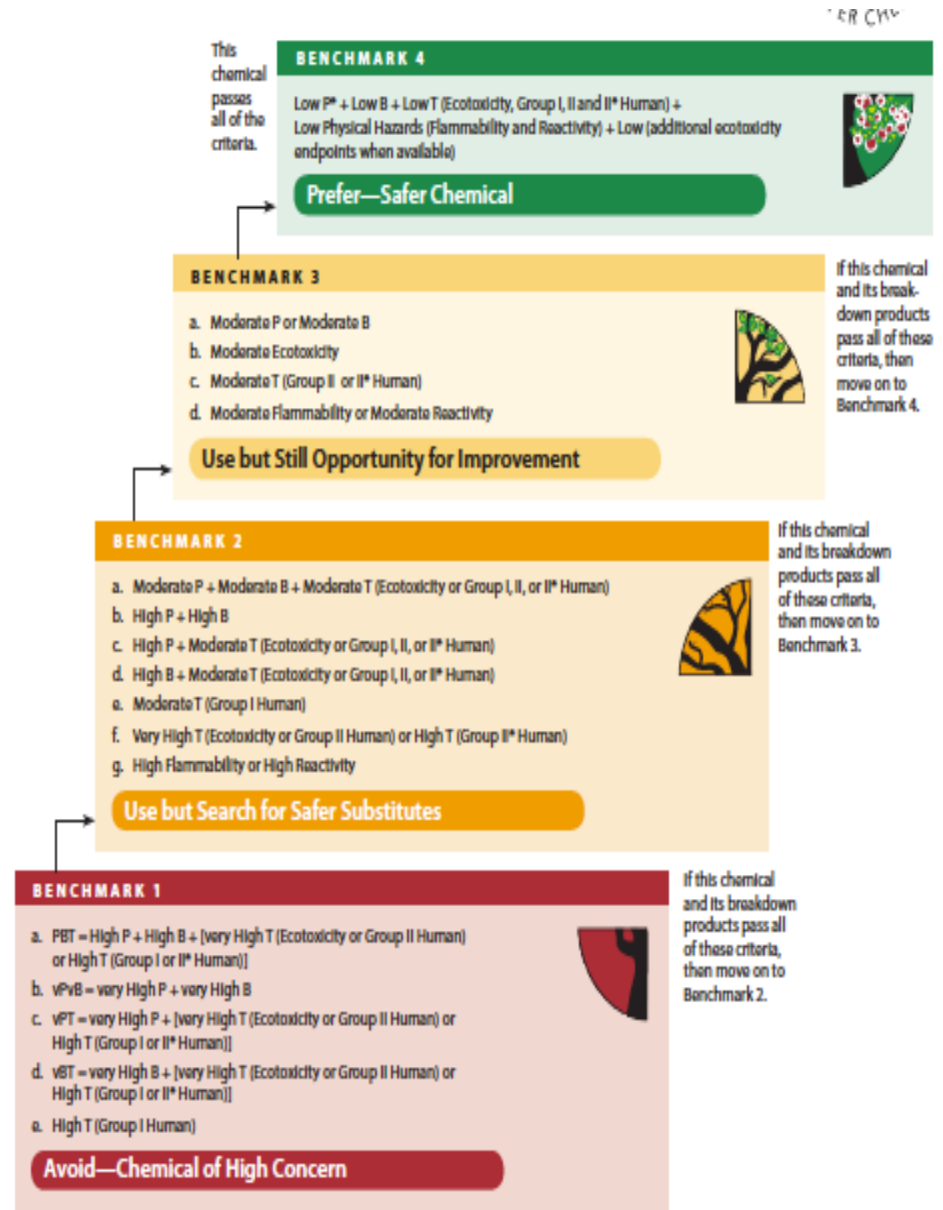 ER CH
This
chemical
passes
all of the
criteria.
BENCHMARK 4
Low P* + Low B + Low T (Ecotoxicity, Group I, II and II* Human) +
Low Physical Hazards (Flammability and Reactivity) + Low (additional ecotoxicity
endpoints when available)
Prefer—Safer Chemical
BENCHMARK 3
a. Moderate P or Moderate B
b. Moderate Ecotoxicity
c. Moderate T (Group II or II* Human)
d. Moderate Flammability or Moderate Reactivity
Use but Still Opportunity for Improvement
If this chemical
and its break-
down products
pass all of these
criteria, then
move on to
Benchmark 4.
BENCHMARK 2
a. Moderate P + Moderate B + Moderate T (Ecotoxicity or Group I, II, or II* Human)
b. High P + High B
c. High P + Moderate T (Ecotoxicity or Group I, II, or II* Human)
d. High B + Moderate T (Ecotoxicity or Group I, II, or II* Human)
e. Moderate T (Group I Human)
f. Very High T (Ecotoxicity or Group II Human) or High T (Group II* Human)
g. High Flammability or High Reactivity
Use but Search for Safer Substitutes
If this chemical
and its breakdown
products pass all
of these criteria,
then move on to
Benchmark 3.
BENCHMARK 1
a. PBT = High P + High B + [very High T (Ecotoxicity or Group II Human)
or High T (Group I or II* Human)]
b. vPvB = very High P + very High B
c. vPT = very High P + [very High T (Ecotoxicity or Group II Human) or
High T (Group I or II* Human)]
d. vBT = very High B + [very High T (Ecotoxicity or Group II Human) or
High T (Group I or II* Human)]
e. High T (Group I Human)
Avoid—Chemical of High Concern
If this chemical
and its breakdown
products pass all
of these criteria,
then move on to
Benchmark 2.